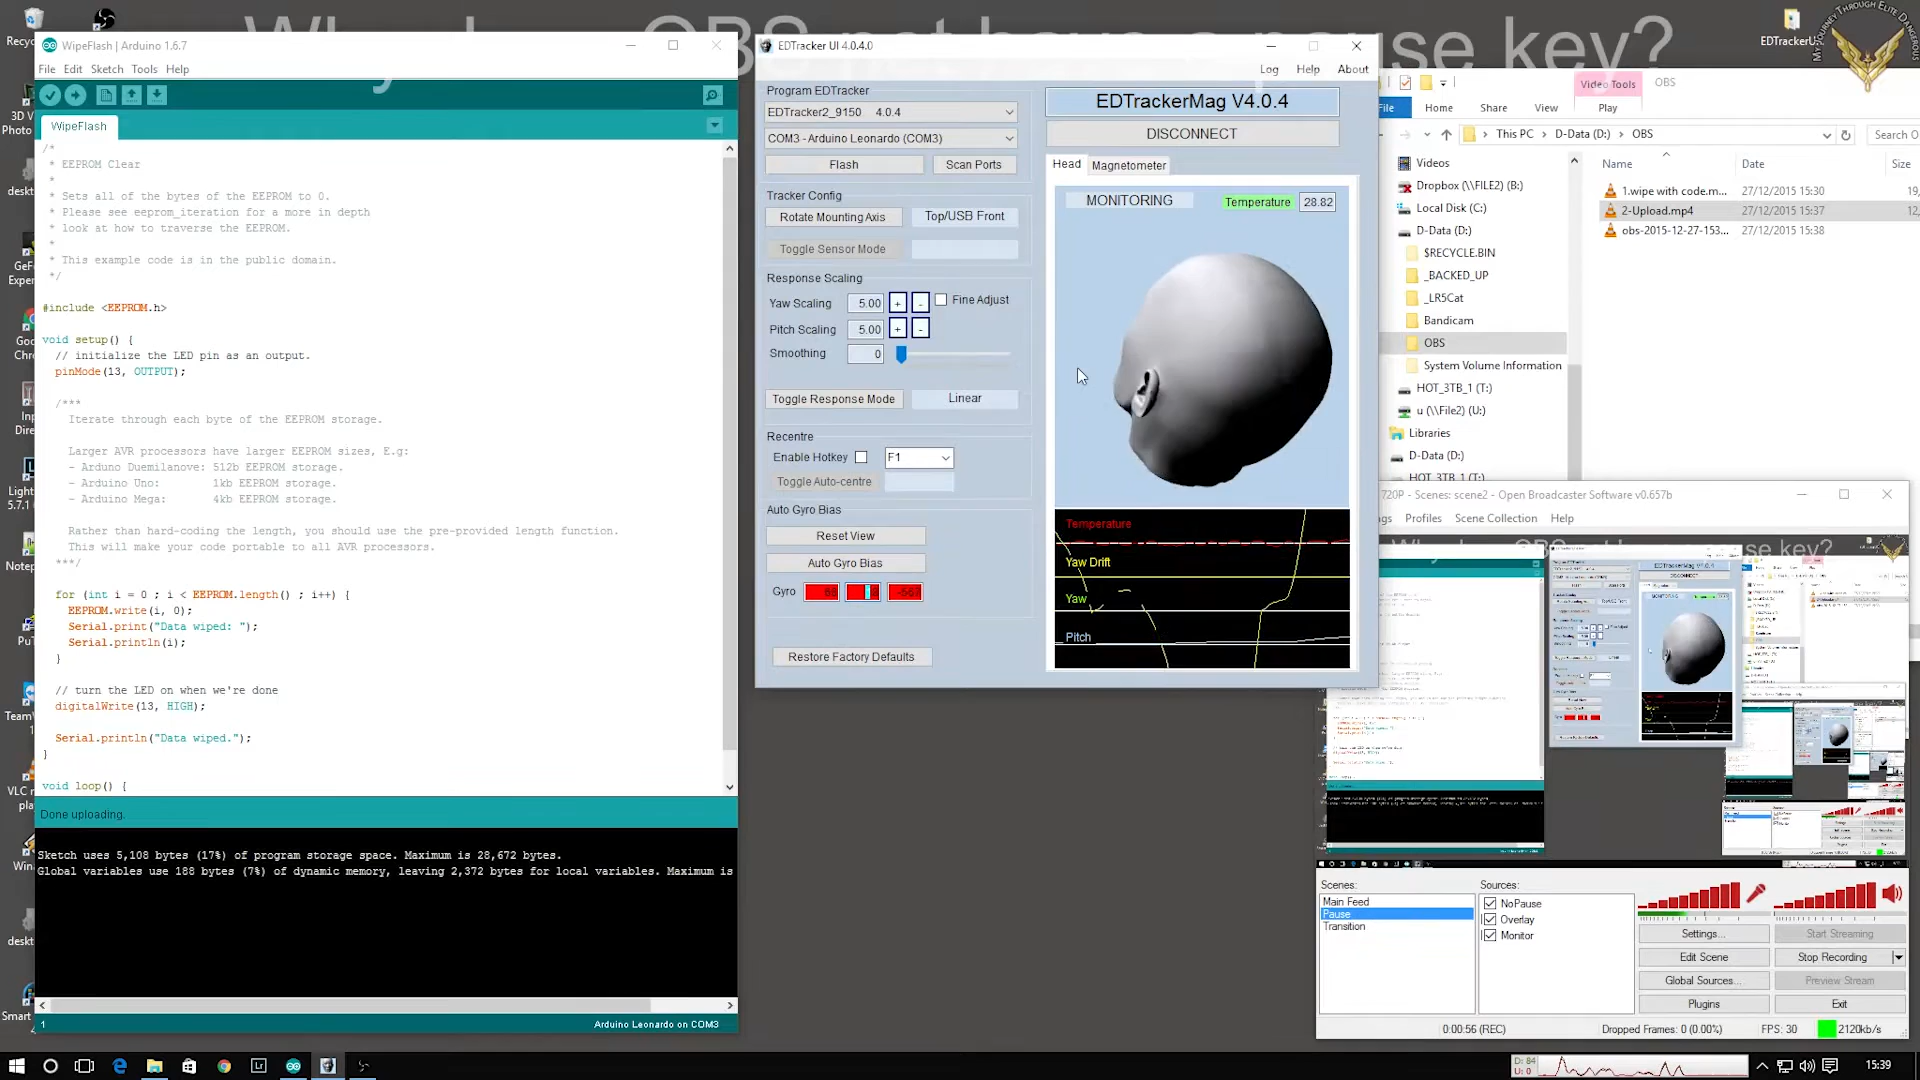 WipeFlash | Arduino 1.6.7
File Edit Sketch Tools Help
WipeFlash
/*
* EEPROM Clear
*
* Sets all of the bytes of the EEPROM to 0.
* Please see eeprom_iteration for a more in depth
* look at how to traverse the EEPROM.
*
* This example code is in the public domain.
*/
#include <EEPROM.h>
void setup() {
// initialize the LED pin as an output.
pinMode(13, OUTPUT);
/***
Iterate through each byte of the EEPROM storage.
Larger AVR processors have larger EEPROM sizes, E.g:
- Arduno Duemilanove: 512b EEPROM storage.
- Arduino Uno: 1kb EEPROM storage.
- Arduino Mega: 4kb EEPROM storage.
Rather than hard-coding the length, you should use the pre-provided length function.
This will make your code portable to all AVR processors.
***/
for (int i = 0 ; i < EEPROM.length() ; i++) {
EEPROM.write(i, 0);
Serial.print("Data wiped: ");
Serial.println(i);
}
// turn the LED on when we're done
digitalWrite(13, HIGH);
Serial.println("Data wiped.");
}
void loop() {
Done uploading.
Sketch uses 5,108 bytes (17%) of program storage space. Maximum is 28,672 bytes.
Global variables use 188 bytes (7%) of dynamic memory, leaving 2,372 bytes for local variables. Maximum is
1
Arduino Leonardo on COM3
OBS
pause key?
EDTracker UI 4.0.4.0
Log Help About
Program EDTracker
EDTracker2_9150 4.0.4
COM3 - Arduino Leonardo (COM3)
Flash Scan Ports
Tracker Config
Rotate Mounting Axis Top/USB Front
Toggle Sensor Mode
Response Scaling
Yaw Scaling 5.00 + - Fine Adjust
Pitch Scaling 5.00 + -
Smoothing 0
Toggle Response Mode Linear
Recentre
Enable Hotkey F1
Toggle Auto-centre
Auto Gyro Bias
Reset View
Auto Gyro Bias
Gyro
Restore Factory Defaults
EDTrackerMag V4.0.4
DISCONNECT
Head Magnetometer
MONITORING Temperature 28.82
Temperature
Yaw Drift
Yaw
Pitch
EDTrackerU
MY JOURNEY THROUGH ELITE DANGEROUS
Video Tools OBS
File Home Share View Play
This PC > D-Data (D:) > OBS
Search O
Name Date Size
1.wipe with code.m... 27/12/2015 15:30
2-Upload.mp4 27/12/2015 15:37
obs-2015-12-27-153... 27/12/2015 15:38
Videos
Dropbox (\\FILE2) (B:)
Local Disk (C:)
D-Data (D:)
$RECYCLE.BIN
_BACKED_UP
_LR5Cat
Bandicam
OBS
System Volume Information
HOT_3TB_1 (T:)
u (\\File2) (U:)
Libraries
D-Data (D:)
HOT_3TB_1 (T:)
720P - Scenes: scene2 - Open Broadcaster Software v0.657b
Profiles Scene Collection Help
Scenes:
Main Feed
Pause
Transition
Sources:
NoPause
Overlay
Monitor
Settings... Start Streaming
Edit Scene Stop Recording
Global Sources... Preview Stream
Plugins Exit
0:00:56 (REC) Dropped Frames: 0 (0.00%) FPS: 30 2120kb/s
D: 84
U: 0
15:39